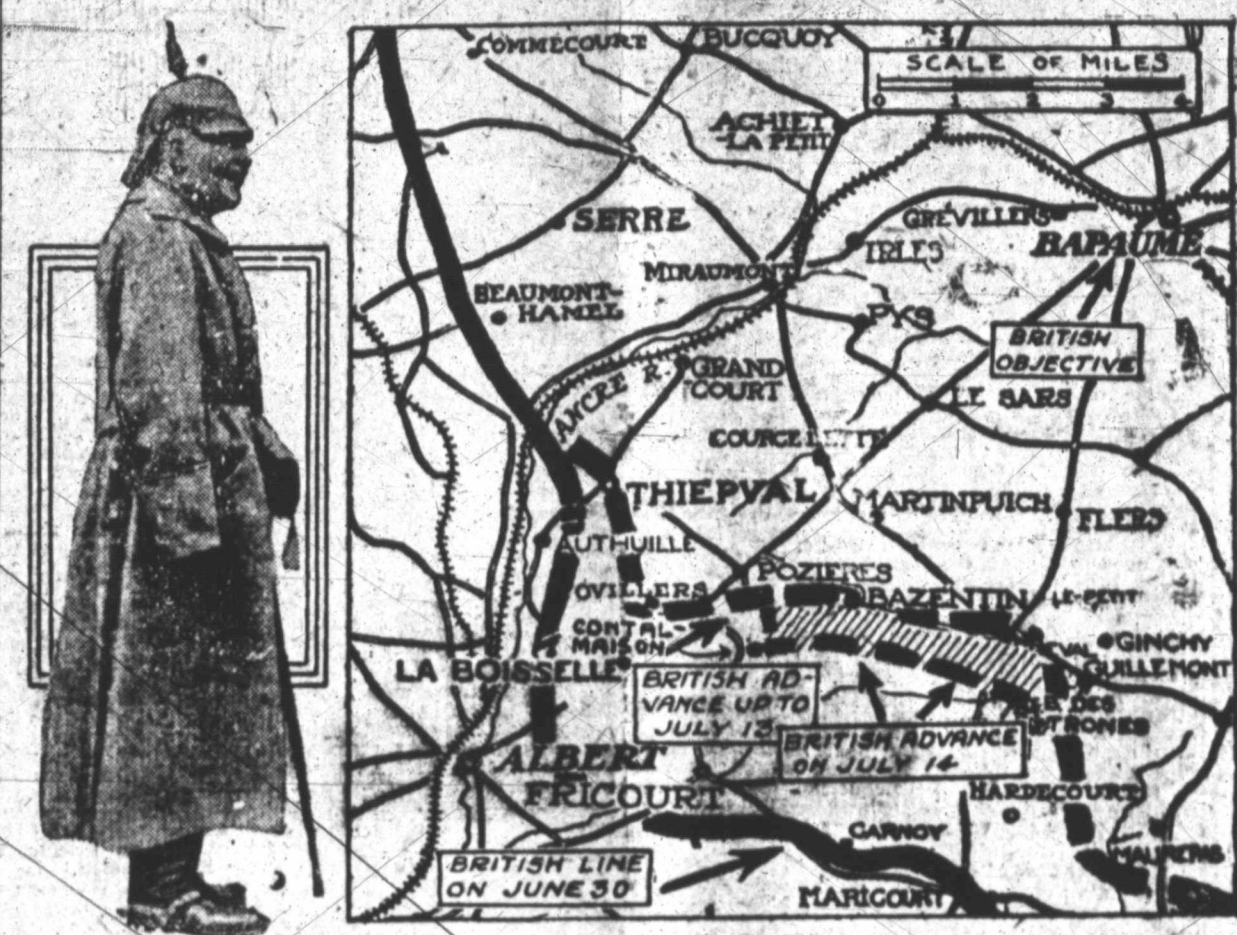 COMMECOURT
BUCQUOY
SCALE OF MILES
0 1 2 3 4
ACHIET
-LA PETIT
SERRE
GREVILLERS
IRLES
BAPAUME
MIRAUMONT
BEAUMONT-
HAMEL
PYS
BRITISH
OBJECTIVE
GRAND
COURT
ANCRE R.
LE SARS
COURCELETTE
THIEPVAL
MARTINPUICH
FLERS
AUTHUILLE
POZIERES
OVILLERS
BAZENTIN
LE-PETIT
CONTAL-
MAISON
GINCHY
GUILLEMONT
LA BOISSELLE
BRITISH AD-
VANCE UP TO
JULY 13
DES
TRONES
BRITISH ADVANCE
ON JULY 14
ALBERT
FRICOURT
HARDECOURT
CARNOY
BRITISH LINE
ON JUNE 30
MARICOURT